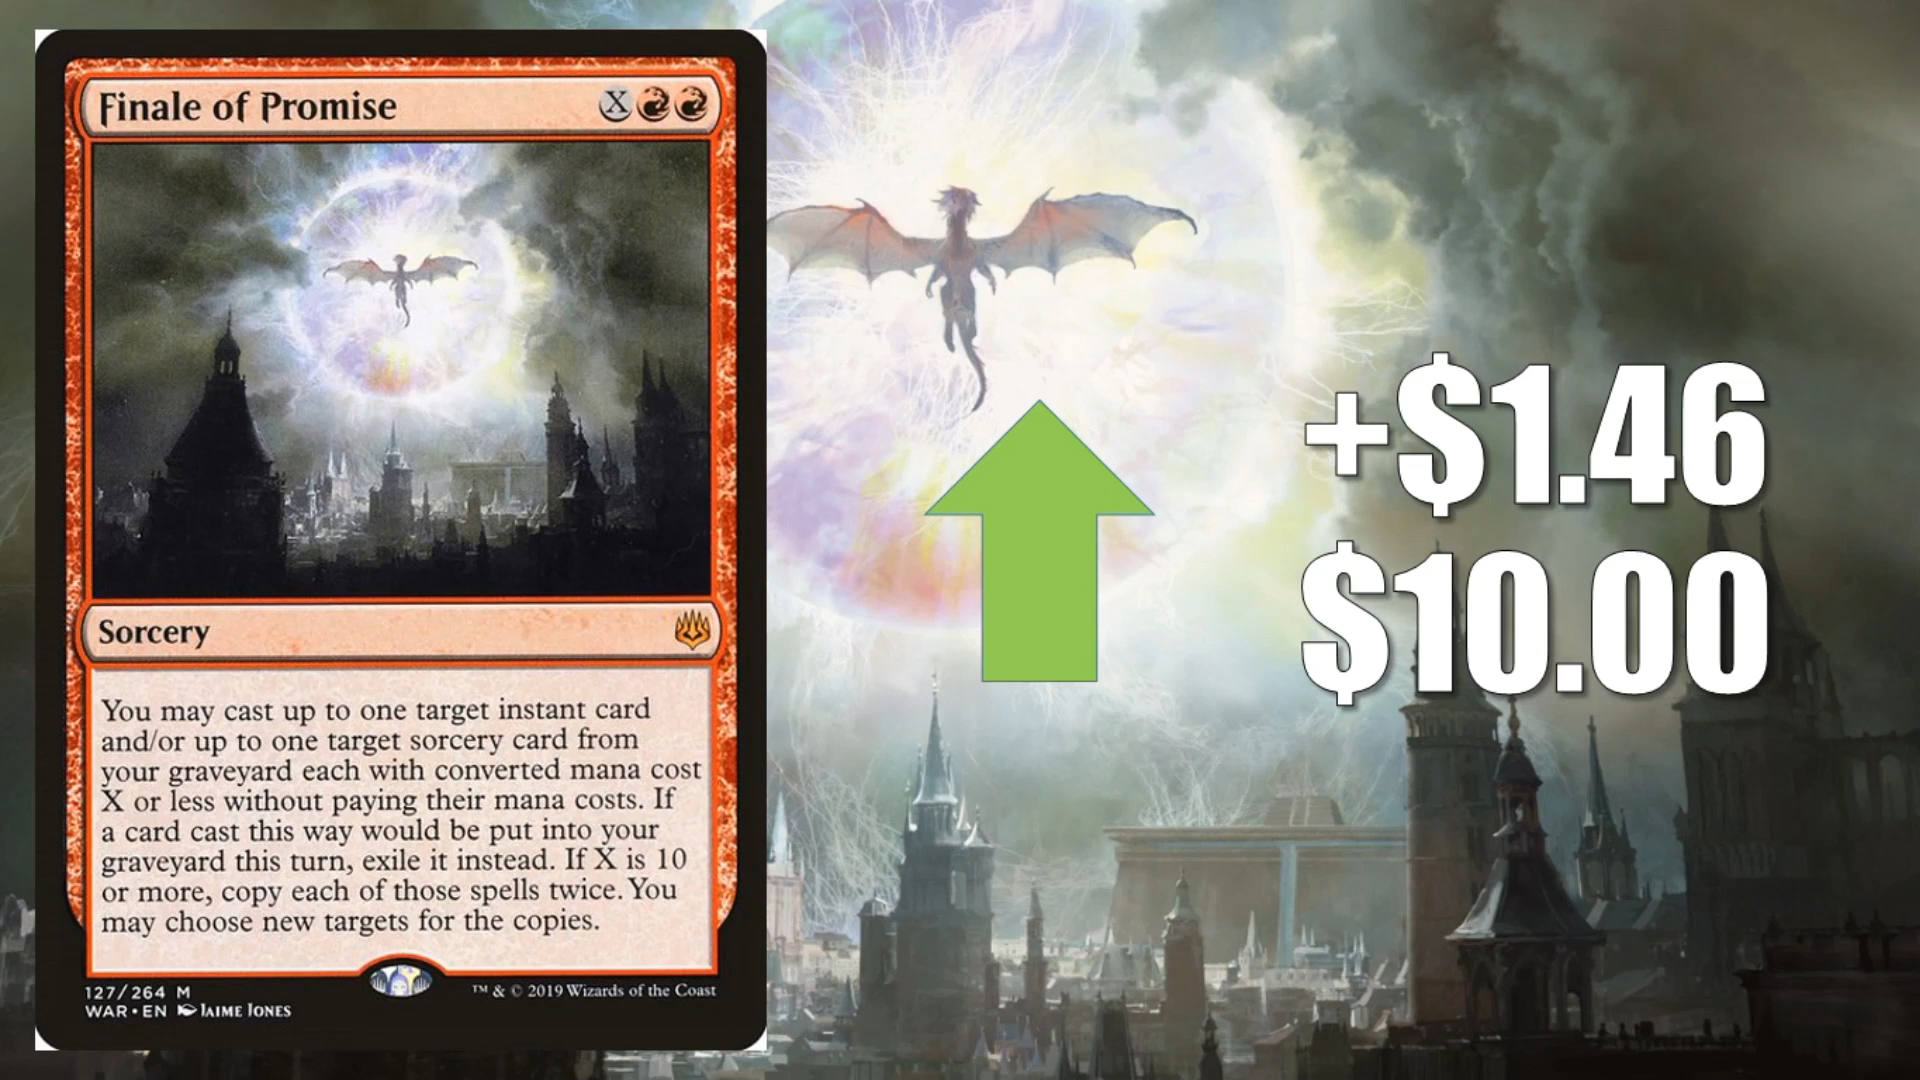 Finale of Promise
X
Sorcery
You may cast up to one target instant card
and/or up to one target sorcery card from
your graveyard each with converted mana cost
X or less without paying their mana costs. If
a card cast this way would be put into your
graveyard this turn, exile it instead. If X is 10
or more, copy each of those spells twice. You
may choose new targets for the copies.
127/264 M
WAR • EN JAIME JONES
™ & © 2019 Wizards of the Coast
+$1.46
$10.00